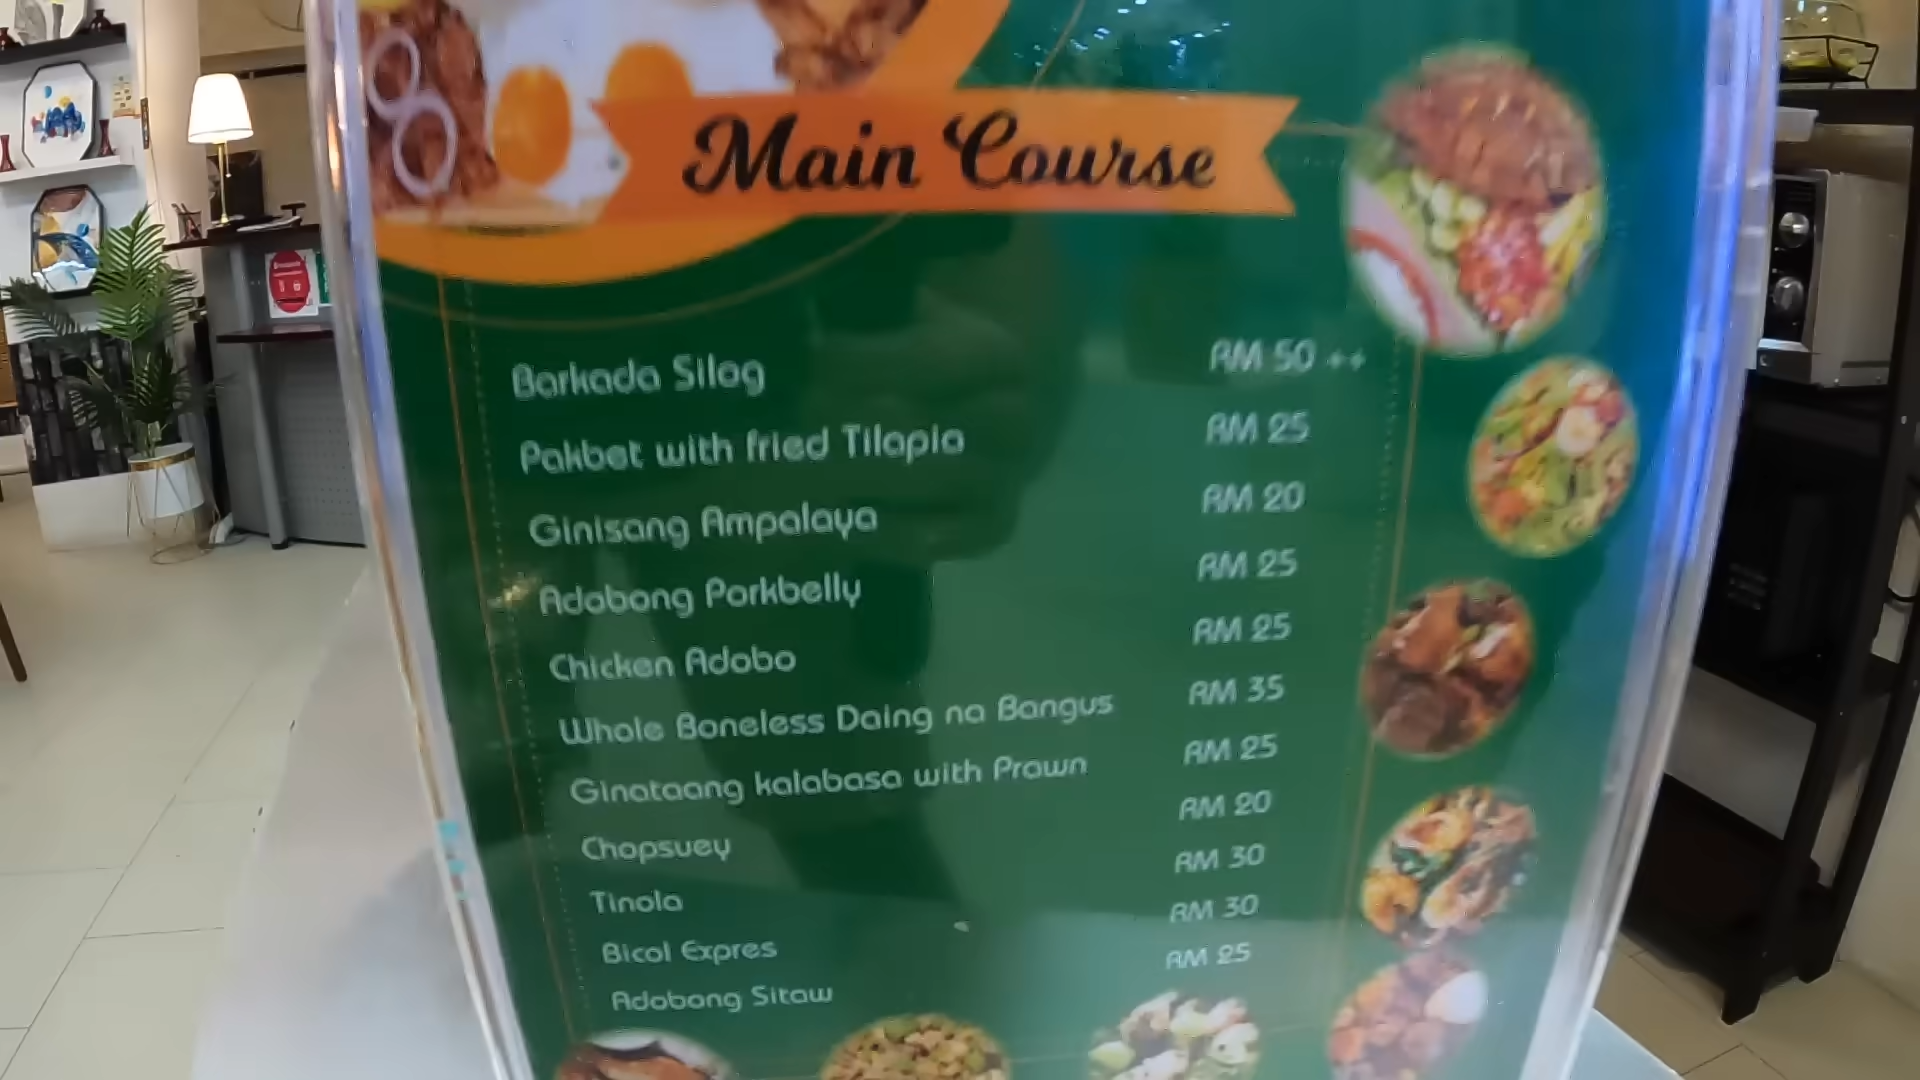 Main Course
Barkada Silog RM 50 ++
Pakbet with fried Tilapia RM 25
Ginisang Ampalaya RM 20
Adobong Porkbelly RM 25
Chicken Adobo RM 25
Whole Boneless Daing na Bangus RM 35
Ginataang kalabasa with Prawn RM 25
Chopsuey RM 20
Tinola RM 30
Bicol Expres RM 30
Adobong Sitaw RM 25